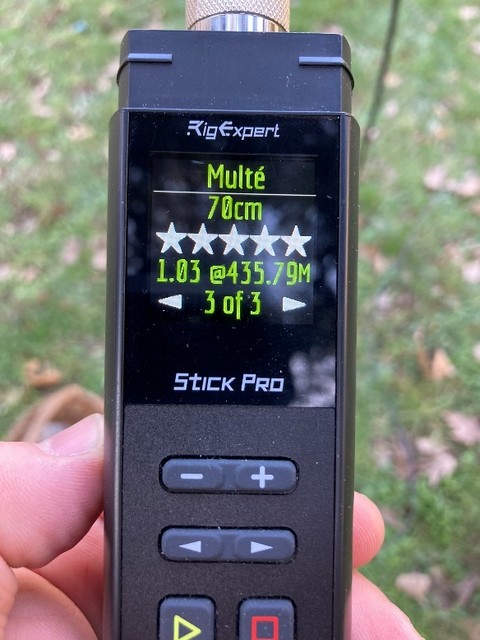 RigExpert
Multé
70cm
1.03 @435.79M
3 of 3
Stick Pro
- +